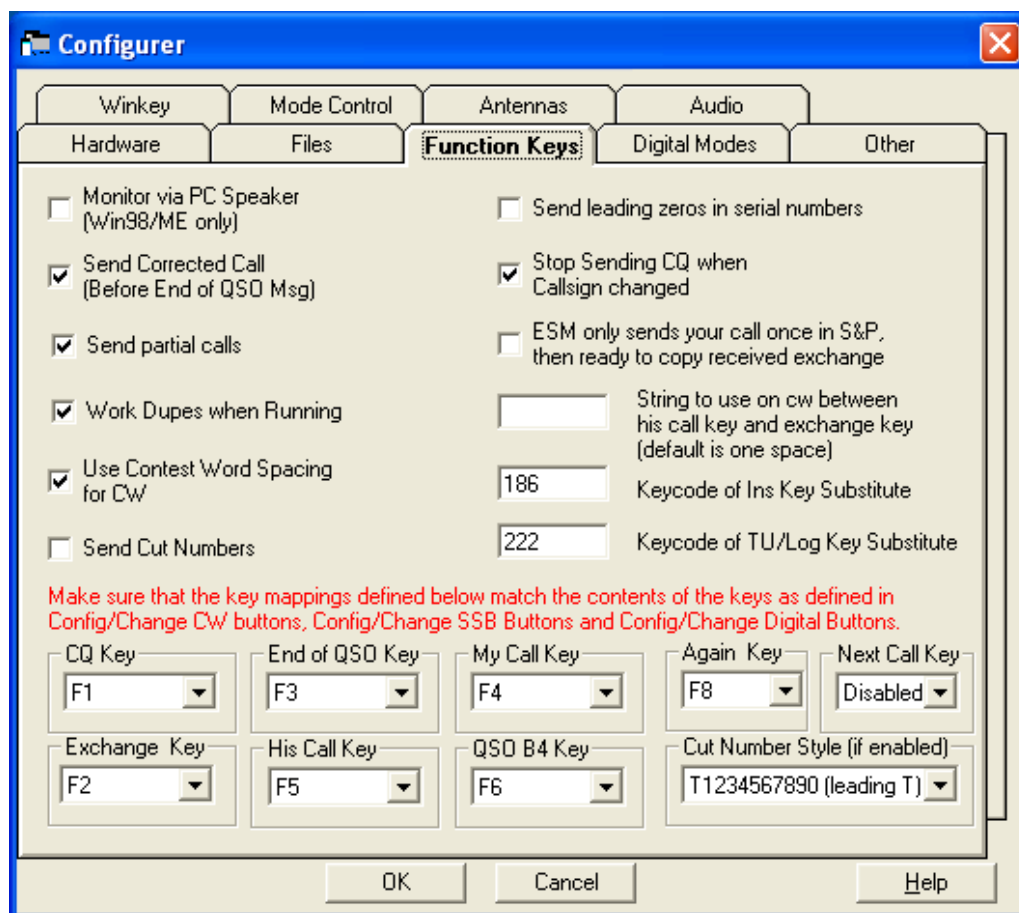 Configurer
Winkey
Mode Control
Antennas
Audio
Hardware
Files
Function Keys
Digital Modes
Other
Monitor via PC Speaker
(Win98/ME only)
Send Corrected Call
(Before End of QSO Msg)
Send partial calls
Work Dupes when Running
Use Contest Word Spacing
for CW
Send Cut Numbers
Send leading zeros in serial numbers
Stop Sending CQ when
Callsign changed
ESM only sends your call once in S&P,
then ready to copy received exchange
String to use on cw between
his call key and exchange key
(default is one space)
186
Keycode of Ins Key Substitute
222
Keycode of TU/Log Key Substitute
Make sure that the key mappings defined below match the contents of the keys as defined in
Config/Change CW buttons, Config/Change SSB Buttons and Config/Change Digital Buttons.
CQ Key
F1
End of QSO Key
F3
My Call Key
F4
Again Key
F8
Next Call Key
Disabled
Exchange Key
F2
His Call Key
F5
QSO B4 Key
F6
Cut Number Style (if enabled)
T1234567890 (leading T)
OK
Cancel
Help